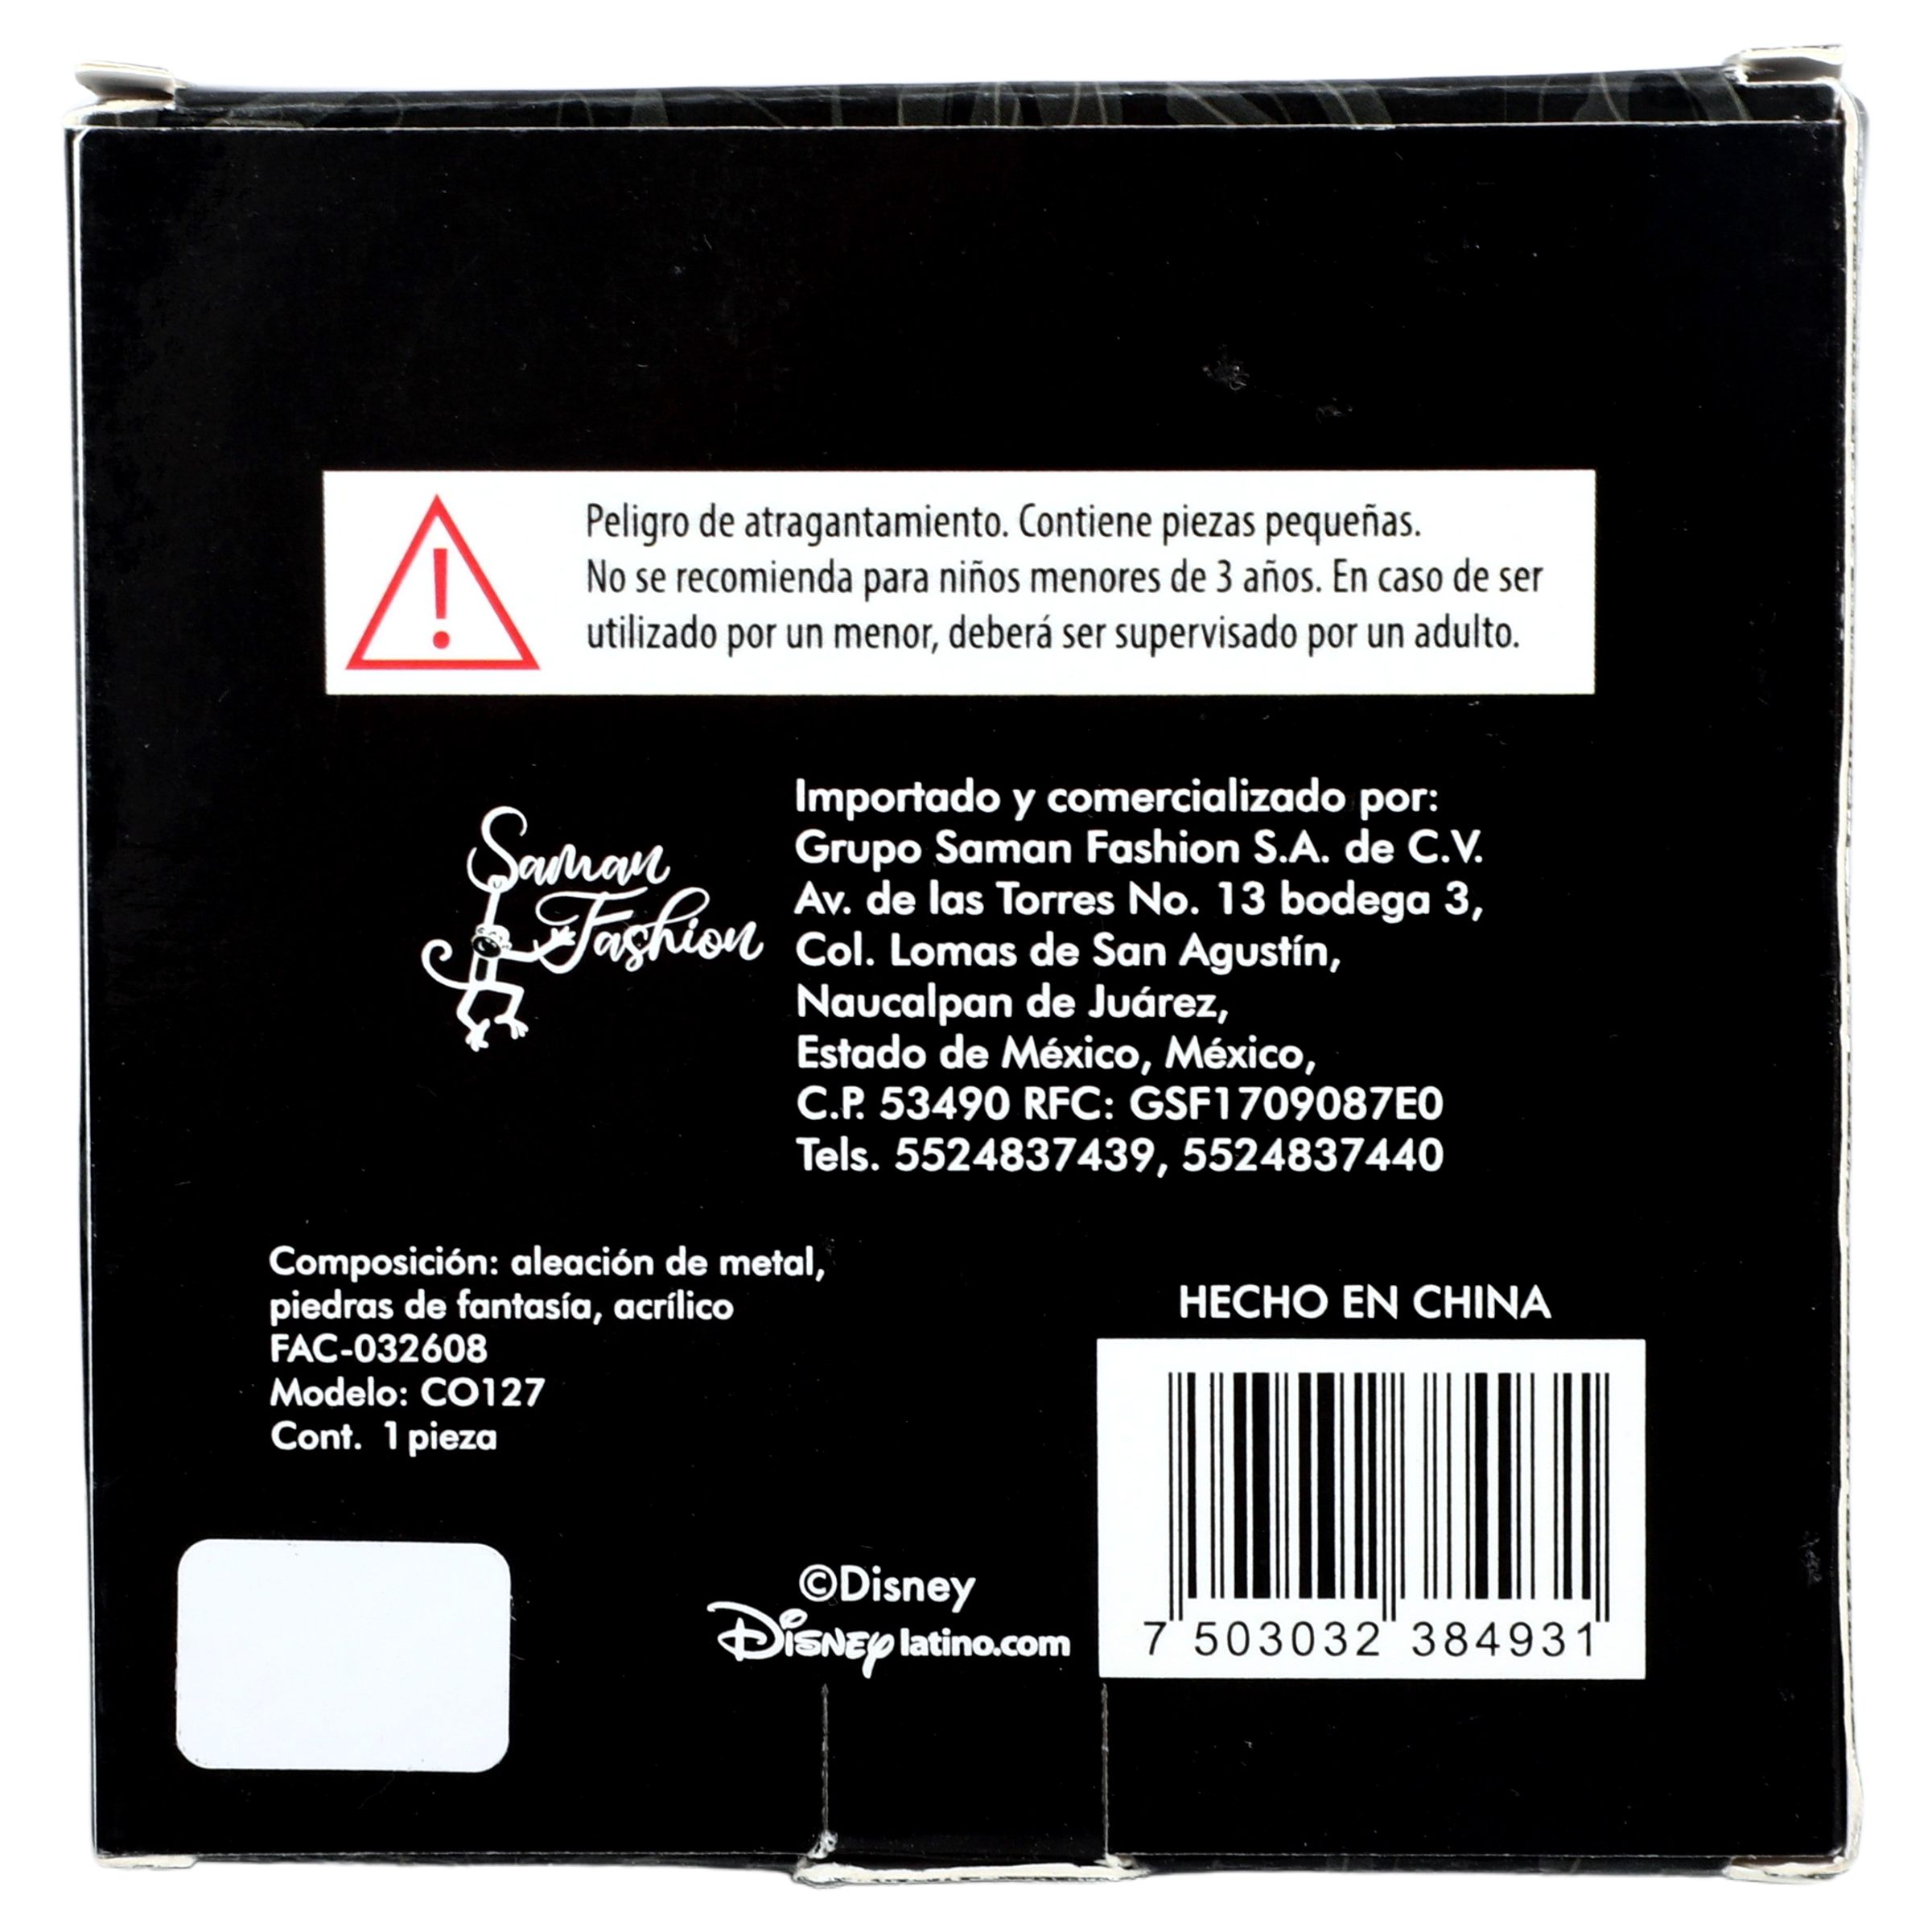 Peligro de atragantamiento. Contiene piezas pequeñas.
No se recomienda para niños menores de 3 años. En caso de ser
utilizado por un menor, deberá ser supervisado por un adulto.
Saman
Fashion
Importado y comercializado por:
Grupo Saman Fashion S.A. de C.V.
Av. de las Torres No. 13 bodega 3,
Col. Lomas de San Agustín,
Naucalpan de Juárez,
Estado de México, México,
C.P. 53490 RFC: GSF1709087E0
Tels. 5524837439, 5524837440
Composición: aleación de metal,
piedras de fantasía, acrílico
FAC-032608
Modelo: CO127
Cont. 1 pieza
HECHO EN CHINA
7 503032 384931
©Disney
Disney latino.com